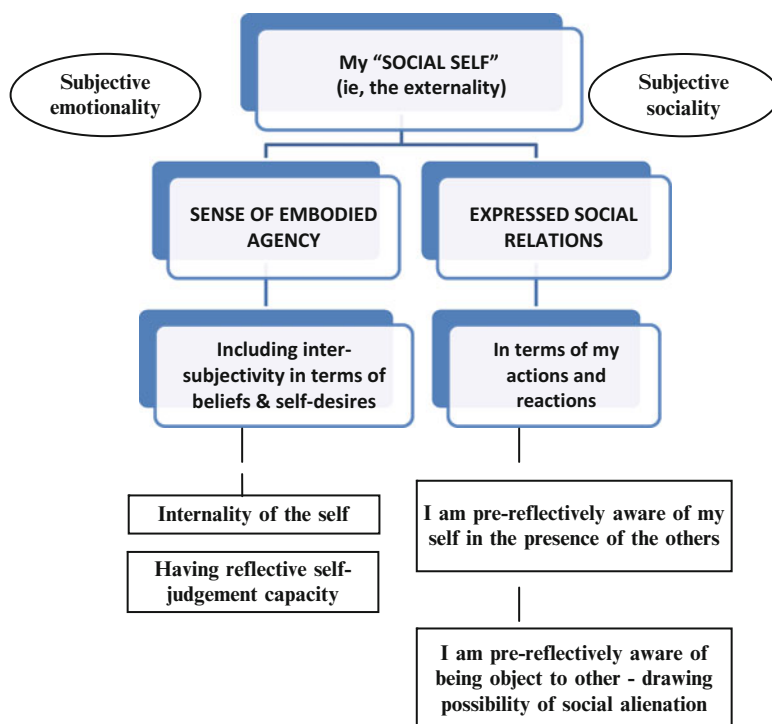 My “SOCIAL SELF”
(ie, the externality)
Subjective
emotionality
Subjective
sociality
SENSE OF EMBODIED
AGENCY
EXPRESSED SOCIAL
RELATIONS
Including inter-
subjectivity in terms of
beliefs & self-desires
In terms of my
actions and
reactions
Internality of the self
Having reflective self-
judgement capacity
I am pre-reflectively aware of my
self in the presence of the others
I am pre-reflectively aware of
being object to other - drawing
possibility of social alienation